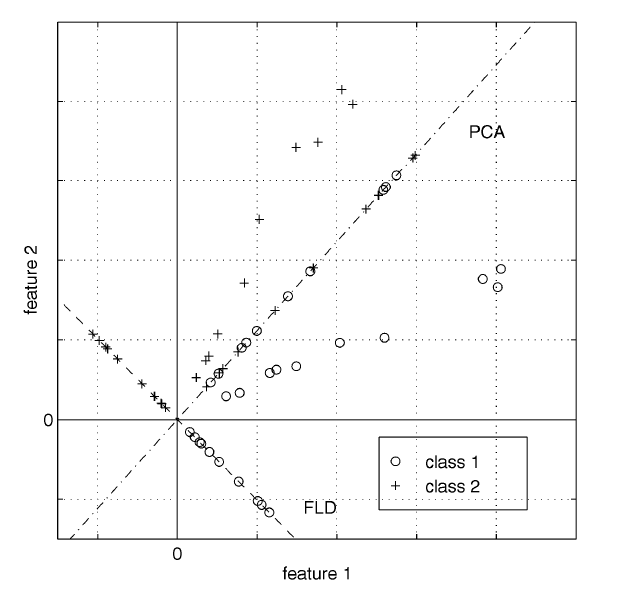 PCA
feature 2
0
class 1
class 2
FLD
0
feature 1